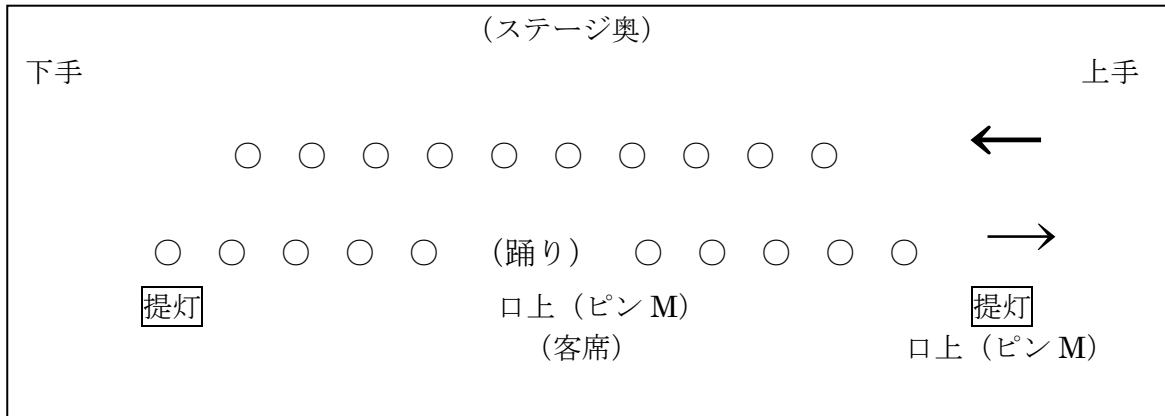 （ステージ奥）
下手 上手
○ ○ ○ ○ ○ ○ ○ ○ ○ ○ ←
○ ○ ○ ○ ○ （踊り） ○ ○ ○ ○ ○ →
提灯 口上（ピン M） 提灯
（客席） 口上（ピン M）